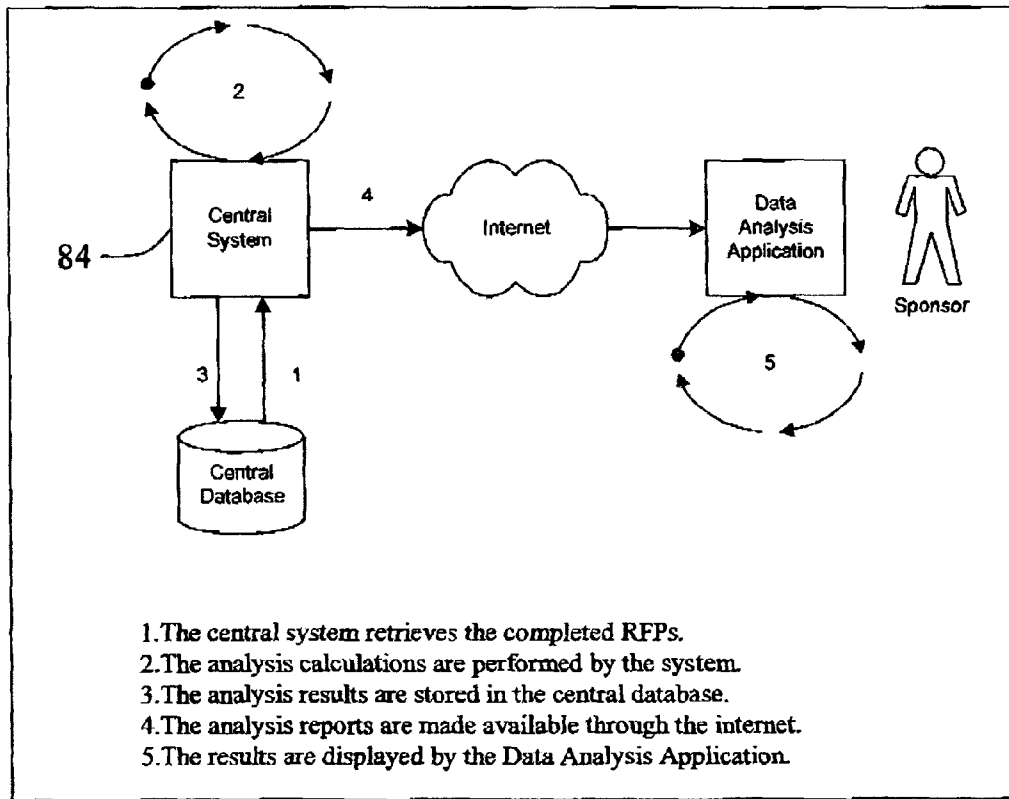 2
Central
System
4
Internet
Data
Analysis
Application
84
Sponsor
3
1
5
Central
Database
1.The central system retrieves the completed RFPs.
2.The analysis calculations are performed by the system.
3.The analysis results are stored in the central database.
4.The analysis reports are made available through the internet.
5.The results are displayed by the Data Analysis Application.